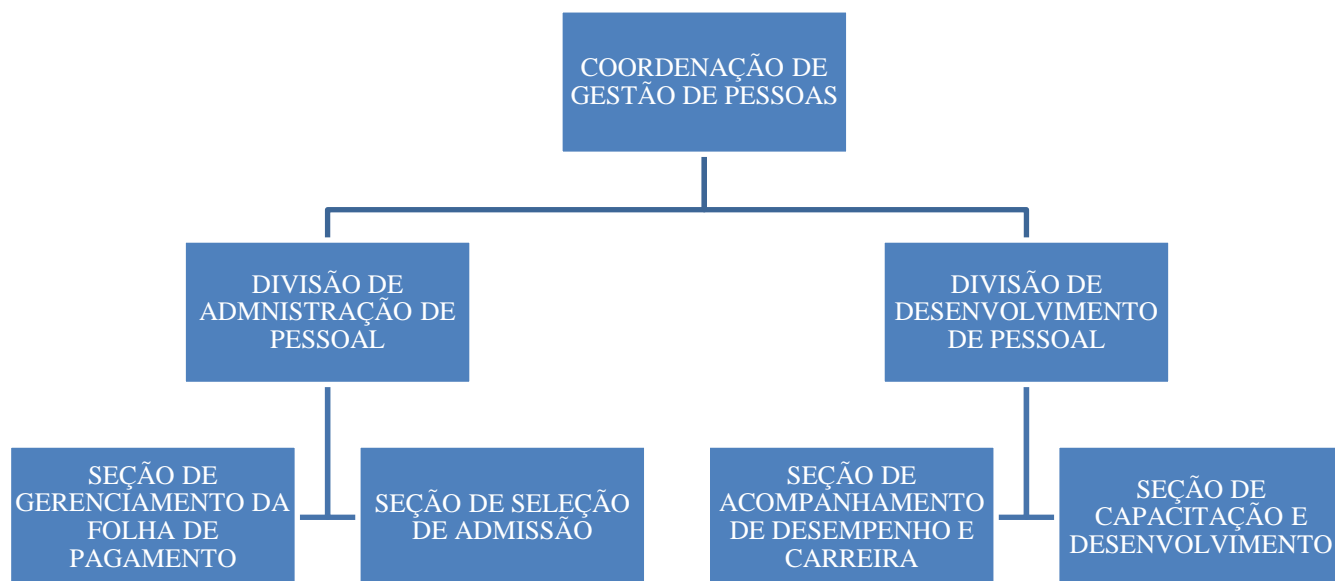 COORDENAÇÃO DE
GESTÃO DE PESSOAS
DIVISÃO DE
ADMNISTRAÇÃO DE
PESSOAL
DIVISÃO DE
DESENVOLVIMENTO
DE PESSOAL
SEÇÃO DE
GERENCIAMENTO DA
FOLHA DE
PAGAMENTO
SEÇÃO DE SELEÇÃO
DE ADMISSÃO
SEÇÃO DE
ACOMPANHAMENTO
DE DESEMPENHO E
CARREIRA
SEÇÃO DE
CAPACITAÇÃO E
DESENVOLVIMENTO